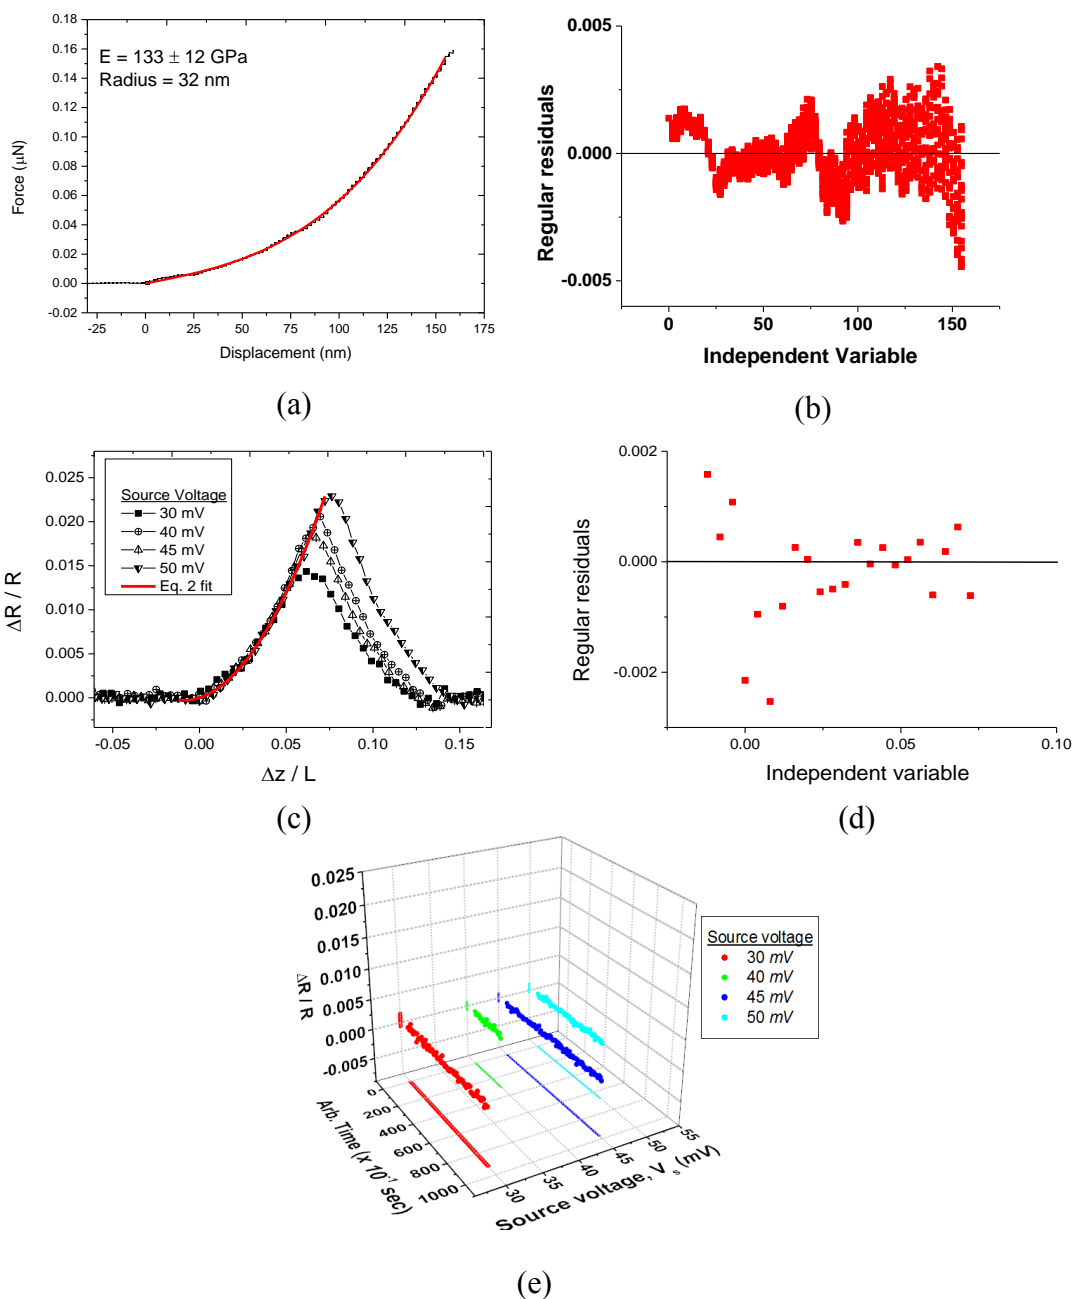 0.18
0.16
0.14
0.12
0.10
0.08
0.06
0.04
0.02
0.00
-0.02
Force (μN)
E = 133 ± 12 GPa
Radius = 32 nm
-25 0 25 50 75 100 125 150 175
Displacement (nm)
(a)
0.005
0.000
-0.005
Regular residuals
0 50 100 150
Independent Variable
(b)
0.025
0.020
0.015
0.010
0.005
0.000
ΔR / R
Source Voltage
30 mV
40 mV
45 mV
50 mV
Eq. 2 fit
-0.05 0.00 0.05 0.10 0.15
Δz / L
(c)
0.002
0.000
-0.002
Regular residuals
0.00 0.05 0.10
Independent variable
(d)
0.025
0.020
0.015
0.010
0.005
0.000
-0.005
ΔR / R
0
200
400
600
800
1000
Arb. Time (x 10⁻¹ sec)
30
35
40
45
50
55
Source voltage, Vₛ (mV)
Source voltage
30 mV
40 mV
45 mV
50 mV
(e)